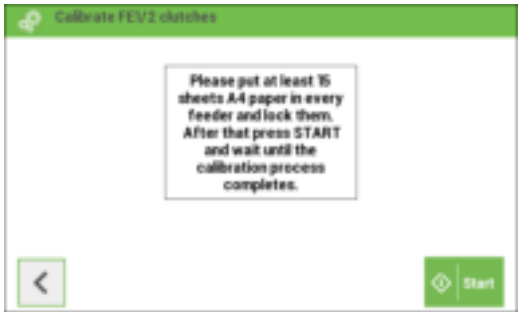 Calibrate FE1/2 clutches
Please put at least 15
sheets A4 paper in every
feeder and lock them.
After that press START
and wait until the
calibration process
completes.
Start